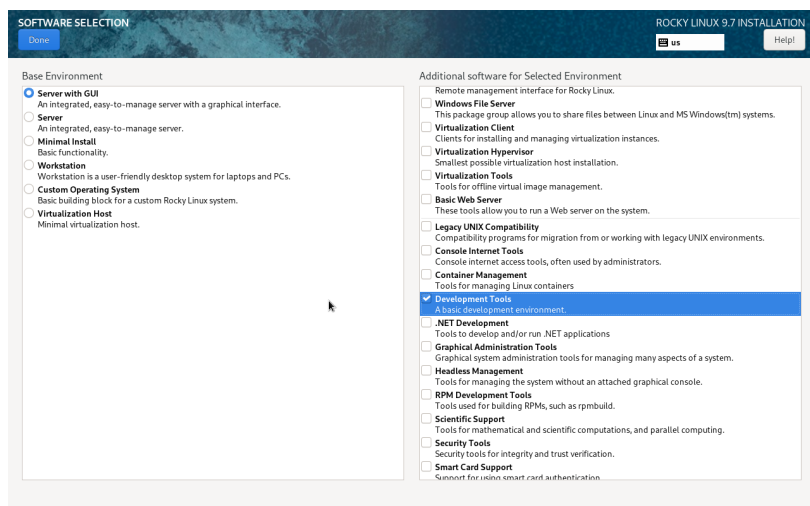 SOFTWARE SELECTION
Done
ROCKY LINUX 9.7 INSTALLATION
us
Help!
Base Environment
Server with GUI
An integrated, easy-to-manage server with a graphical interface.
Server
An integrated, easy-to-manage server.
Minimal Install
Basic functionality.
Workstation
Workstation is a user-friendly desktop system for laptops and PCs.
Custom Operating System
Basic building block for a custom Rocky Linux system.
Virtualization Host
Minimal virtualization host.
Additional software for Selected Environment
Remote management interface for Rocky Linux.
Windows File Server
This package group allows you to share files between Linux and MS Windows(tm) systems.
Virtualization Client
Clients for installing and managing virtualization instances.
Virtualization Hypervisor
Smallest possible virtualization host installation.
Virtualization Tools
Tools for offline virtual image management.
Basic Web Server
These tools allow you to run a Web server on the system.
Legacy UNIX Compatibility
Compatibility programs for migration from or working with legacy UNIX environments.
Console Internet Tools
Console internet access tools, often used by administrators.
Container Management
Tools for managing Linux containers
Development Tools
A basic development environment.
.NET Development
Tools to develop and/or run .NET applications
Graphical Administration Tools
Graphical system administration tools for managing many aspects of a system.
Headless Management
Tools for managing the system without an attached graphical console.
RPM Development Tools
Tools used for building RPMs, such as rpmbuild.
Scientific Support
Tools for mathematical and scientific computations, and parallel computing.
Security Tools
Security tools for integrity and trust verification.
Smart Card Support
Support for using smart card authentication.